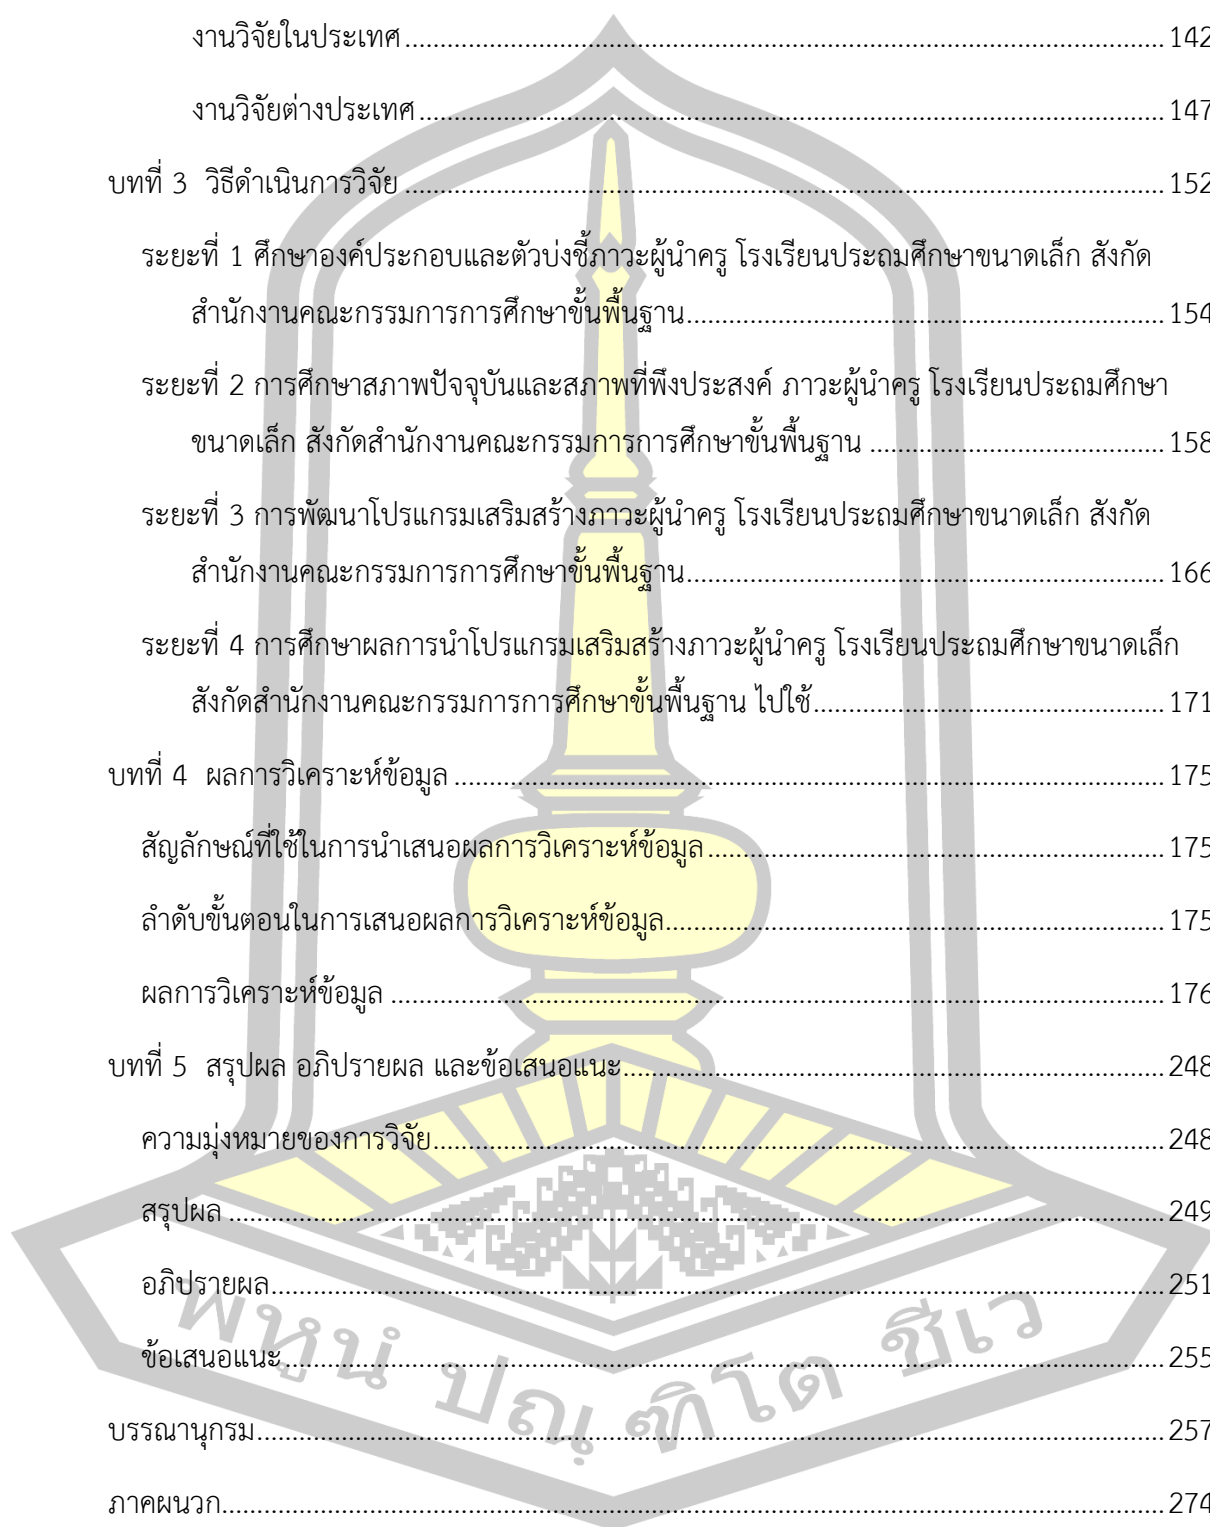 งานวิจัยในประเทศ ........................................ 142
งานวิจัยต่างประเทศ ........................................ 147
บทที่ 3 วิธีดำเนินการวิจัย ........................................ 152
ระยะที่ 1 ศึกษาองค์ประกอบและตัวบ่งชี้ภาวะผู้นำครู โรงเรียนประถมศึกษาขนาดเล็ก สังกัด
สำนักงานคณะกรรมการการศึกษาขั้นพื้นฐาน ........................................ 154
ระยะที่ 2 การศึกษาสภาพปัจจุบันและสภาพที่พึงประสงค์ ภาวะผู้นำครู โรงเรียนประถมศึกษา
ขนาดเล็ก สังกัดสำนักงานคณะกรรมการการศึกษาขั้นพื้นฐาน ........................................ 158
ระยะที่ 3 การพัฒนาโปรแกรมเสริมสร้างภาวะผู้นำครู โรงเรียนประถมศึกษาขนาดเล็ก สังกัด
สำนักงานคณะกรรมการการศึกษาขั้นพื้นฐาน ........................................ 166
ระยะที่ 4 การศึกษาผลการนำโปรแกรมเสริมสร้างภาวะผู้นำครู โรงเรียนประถมศึกษาขนาดเล็ก
สังกัดสำนักงานคณะกรรมการการศึกษาขั้นพื้นฐาน ไปใช้ ........................................ 171
บทที่ 4 ผลการวิเคราะห์ข้อมูล ........................................ 175
สัญลักษณ์ที่ใช้ในการนำเสนอผลการวิเคราะห์ข้อมูล ........................................ 175
ลำดับขั้นตอนในการเสนอผลการวิเคราะห์ข้อมูล ........................................ 175
ผลการวิเคราะห์ข้อมูล ........................................ 176
บทที่ 5 สรุปผล อภิปรายผล และข้อเสนอแนะ ........................................ 248
ความมุ่งหมายของการวิจัย ........................................ 248
สรุปผล ........................................ 249
อภิปรายผล ........................................ 251
ข้อเสนอแนะ ........................................ 255
บรรณานุกรม ........................................ 257
ภาคผนวก ........................................ 274
พหูนํ ปณฺฑิโต ชีเว